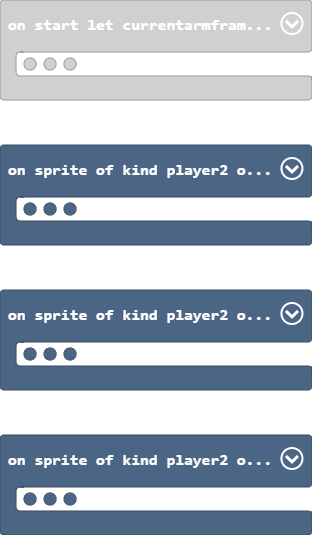 on start let currentarmfram...
on sprite of kind player2 o...
on sprite of kind player2 o...
on sprite of kind player2 o...